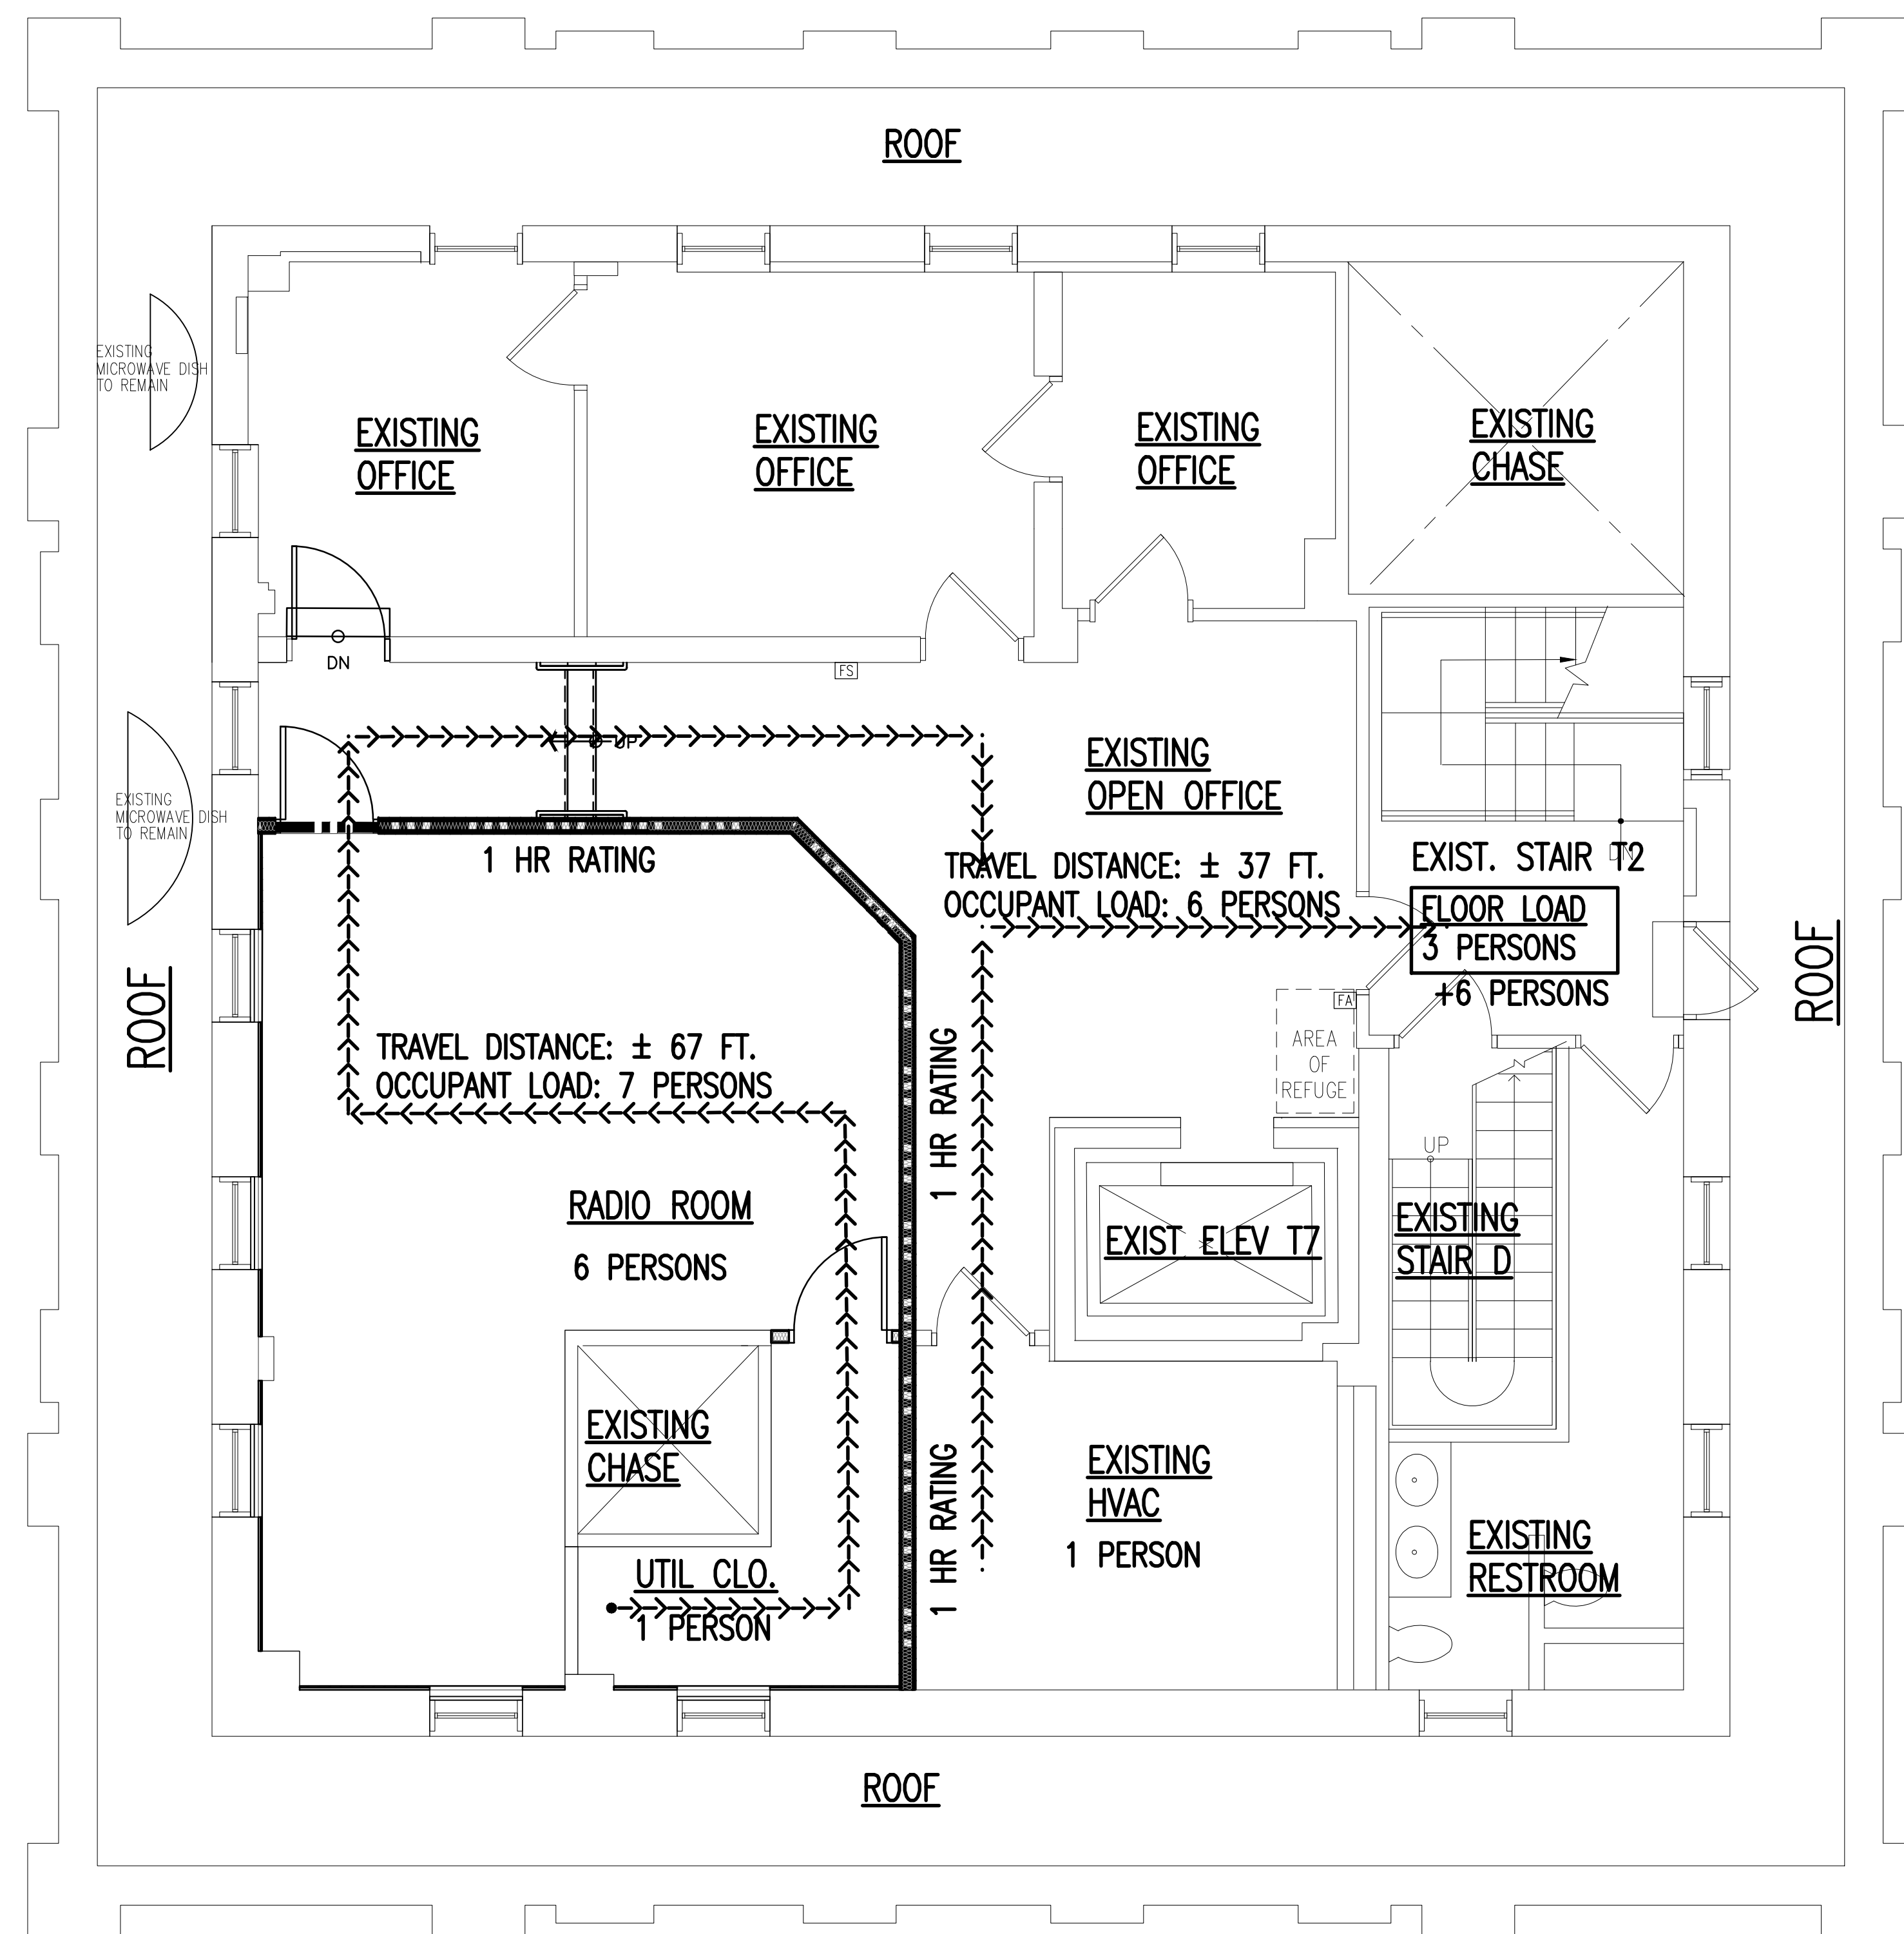 ROOF
EXISTING
MICROWAVE DISH
TO REMAIN
EXISTING
OFFICE
EXISTING
OFFICE
EXISTING
OFFICE
EXISTING
CHASE
DN
FS
UP
EXISTING
OPEN OFFICE
EXISTING
MICROWAVE DISH
TO REMAIN
1 HR RATING
TRAVEL DISTANCE: ± 37 FT.
OCCUPANT LOAD: 6 PERSONS
DN
EXIST. STAIR T2
FLOOR LOAD
3 PERSONS
+6 PERSONS
ROOF
ROOF
FA
AREA
OF
REFUGE
TRAVEL DISTANCE: ± 67 FT.
OCCUPANT LOAD: 7 PERSONS
1 HR RATING
UP
RADIO ROOM
6 PERSONS
EXIST ELEV T7
EXISTING
STAIR D
EXISTING
CHASE
1 HR RATING
EXISTING
HVAC
1 PERSON
EXISTING
RESTROOM
UTIL CLO.
1 PERSON
ROOF